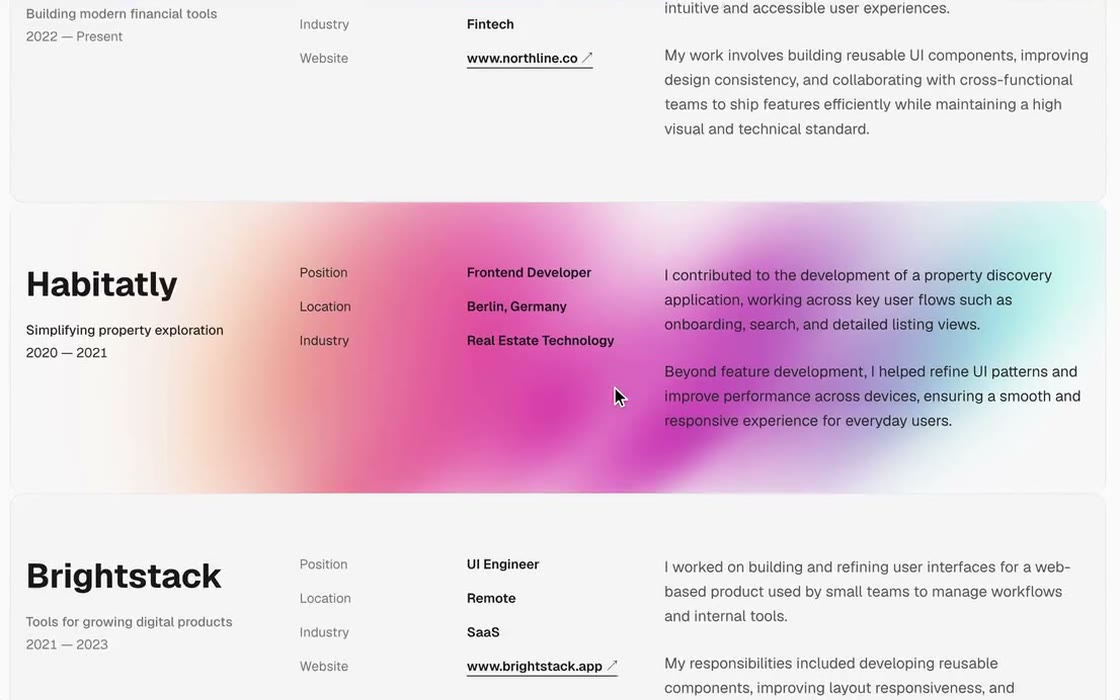 Building modern financial tools
2022 — Present
Industry
Fintech
Website
www.northline.co ↗
intuitive and accessible user experiences.
My work involves building reusable UI components, improving
design consistency, and collaborating with cross-functional
teams to ship features efficiently while maintaining a high
visual and technical standard.
Habitatly
Simplifying property exploration
2020 — 2021
Position
Frontend Developer
Location
Berlin, Germany
Industry
Real Estate Technology
I contributed to the development of a property discovery
application, working across key user flows such as
onboarding, search, and detailed listing views.
Beyond feature development, I helped refine UI patterns and
improve performance across devices, ensuring a smooth and
responsive experience for everyday users.
Brightstack
Tools for growing digital products
2021 — 2023
Position
UI Engineer
Location
Remote
Industry
SaaS
Website
www.brightstack.app ↗
I worked on building and refining user interfaces for a web-
based product used by small teams to manage workflows
and internal tools.
My responsibilities included developing reusable
components, improving layout responsiveness, and